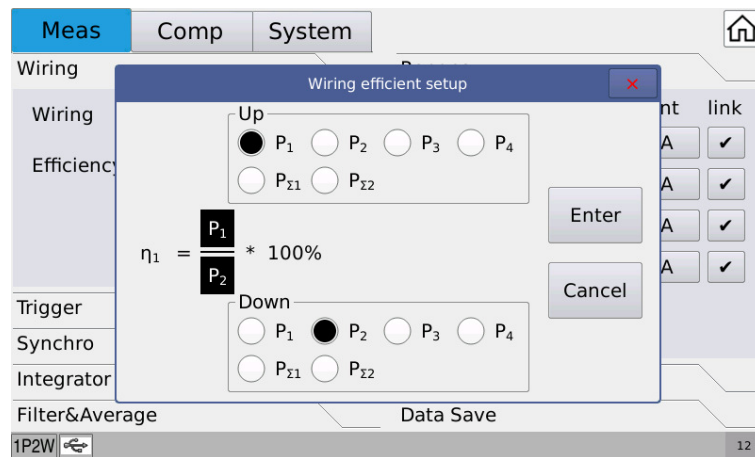 Meas Comp System
Wiring
Wiring efficient setup
nt link
Wiring
Up
P₁ P₂ P₃ P₄
A ✔
Efficiency
PΣ1 PΣ2
A ✔
Enter
η₁ = P₁ / P₂ * 100%
A ✔
A ✔
Cancel
Trigger
Down
P₁ P₂ P₃ P₄
Synchro
PΣ1 PΣ2
Integrator
Filter&Average Data Save
1P2W 12